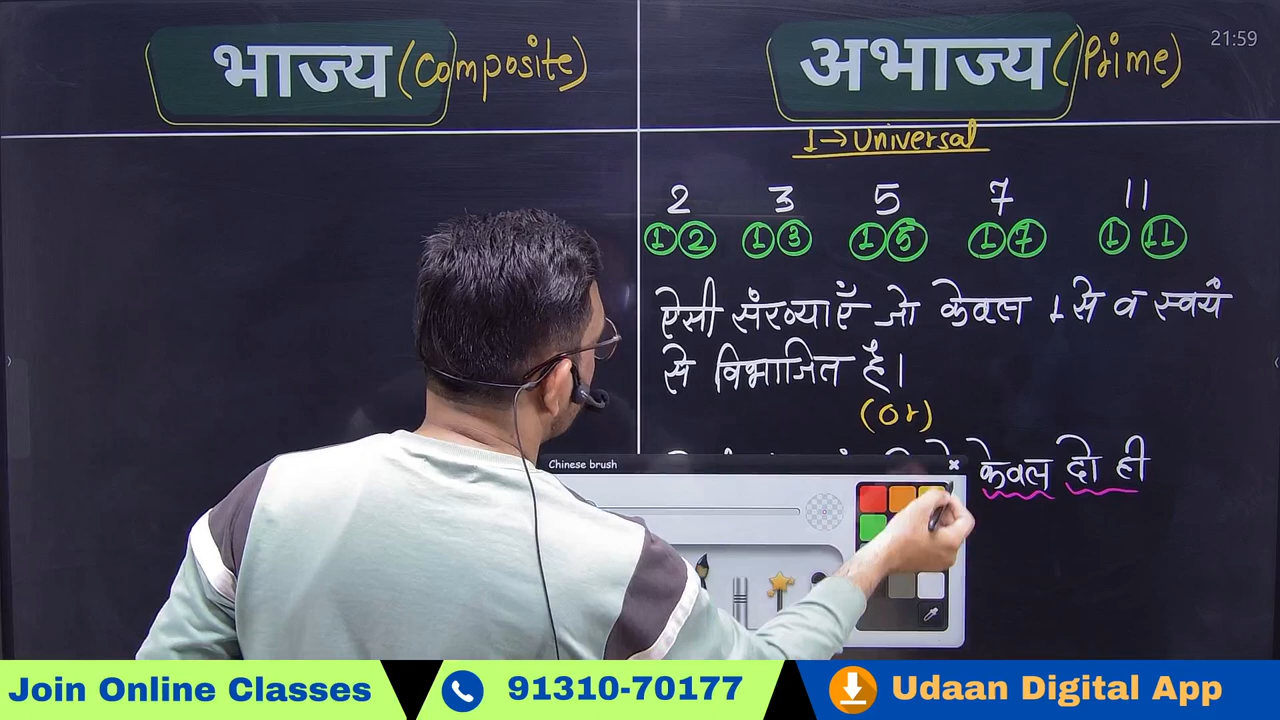 भाज्य (Composite)
अभाज्य (Prime)
21:59
1→Universal
2 3 5 7 11
1 2 1 3 1 5 1 7 1 11
ऐसी संख्याएँ जो केवल 1 से व स्वयं
से विभाजित है।
(Or)
केवल दो ही
Chinese brush
Join Online Classes
91310-70177
Udaan Digital App